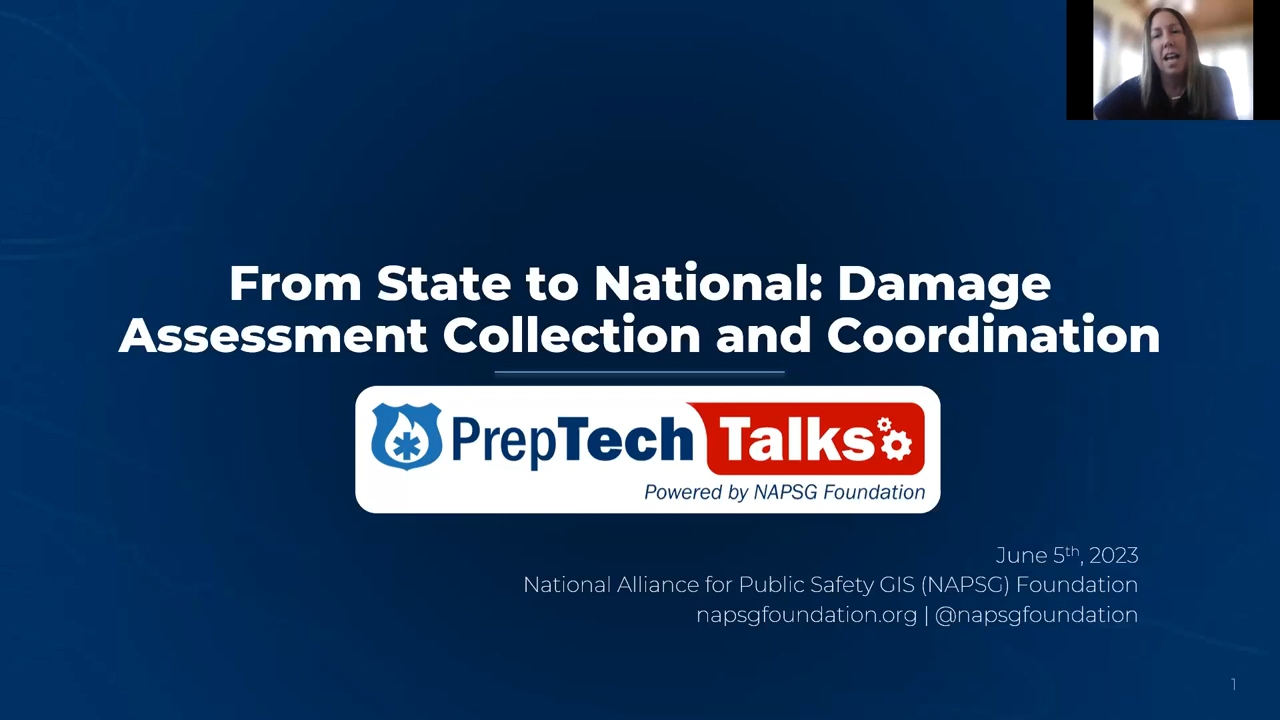 From State to National: Damage
Assessment Collection and Coordination
PrepTech Talks
Powered by NAPSG Foundation
June 5th, 2023
National Alliance for Public Safety GIS (NAPSG) Foundation
napsgfoundation.org | @napsgfoundation
1